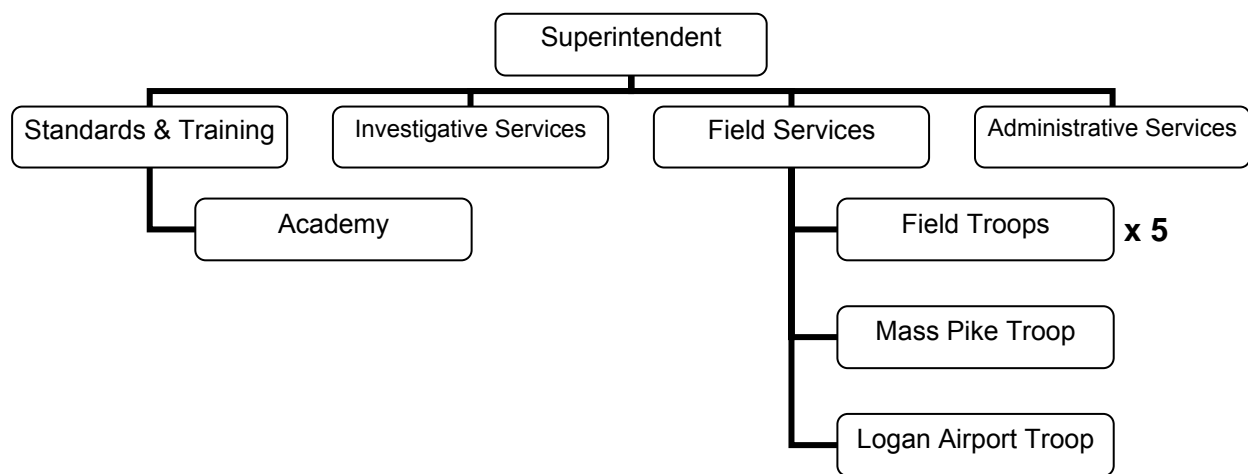 Superintendent
Standards & Training
Investigative Services
Field Services
Administrative Services
Academy
Field Troops
x 5
Mass Pike Troop
Logan Airport Troop